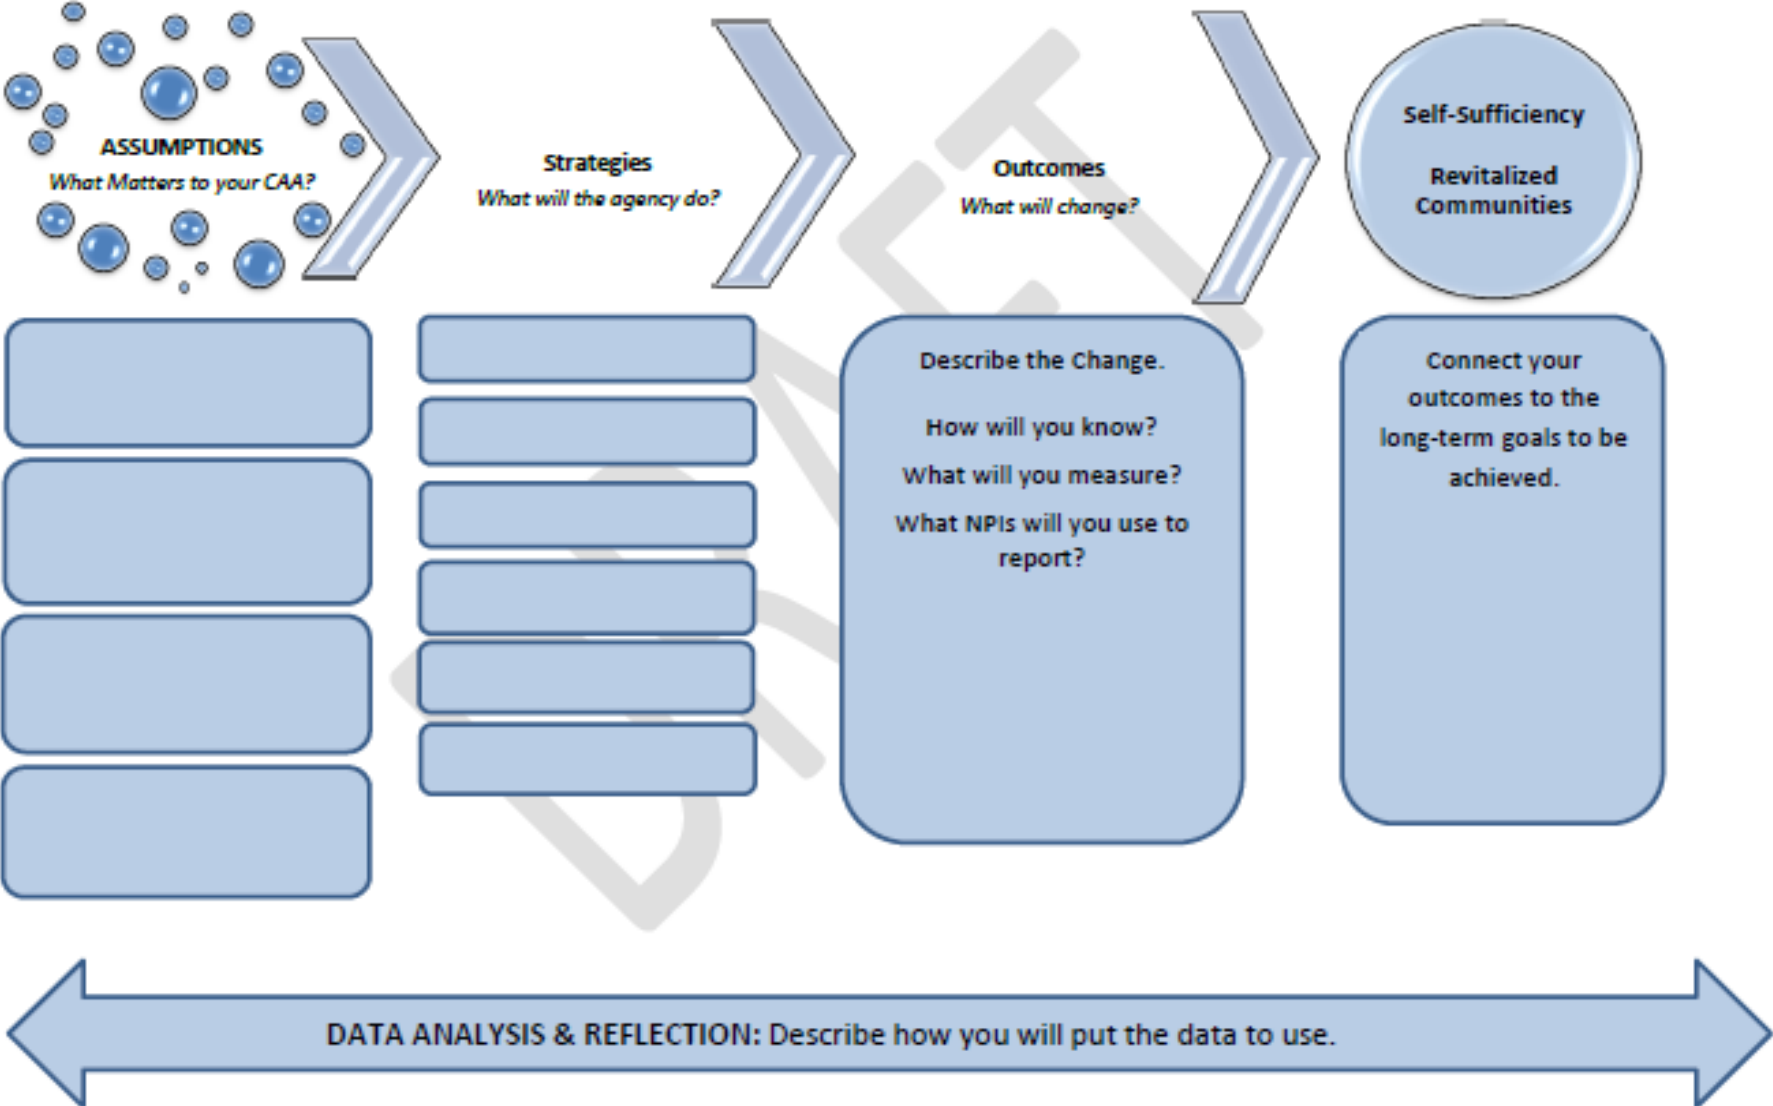 ASSUMPTIONS
What Matters to your CAA?
Strategies
What will the agency do?
Outcomes
What will change?
Self-Sufficiency
Revitalized
Communities
Describe the Change.
How will you know?
What will you measure?
What NPIs will you use to
report?
Connect your
outcomes to the
long-term goals to be
achieved.
DRAFT
DATA ANALYSIS & REFLECTION: Describe how you will put the data to use.